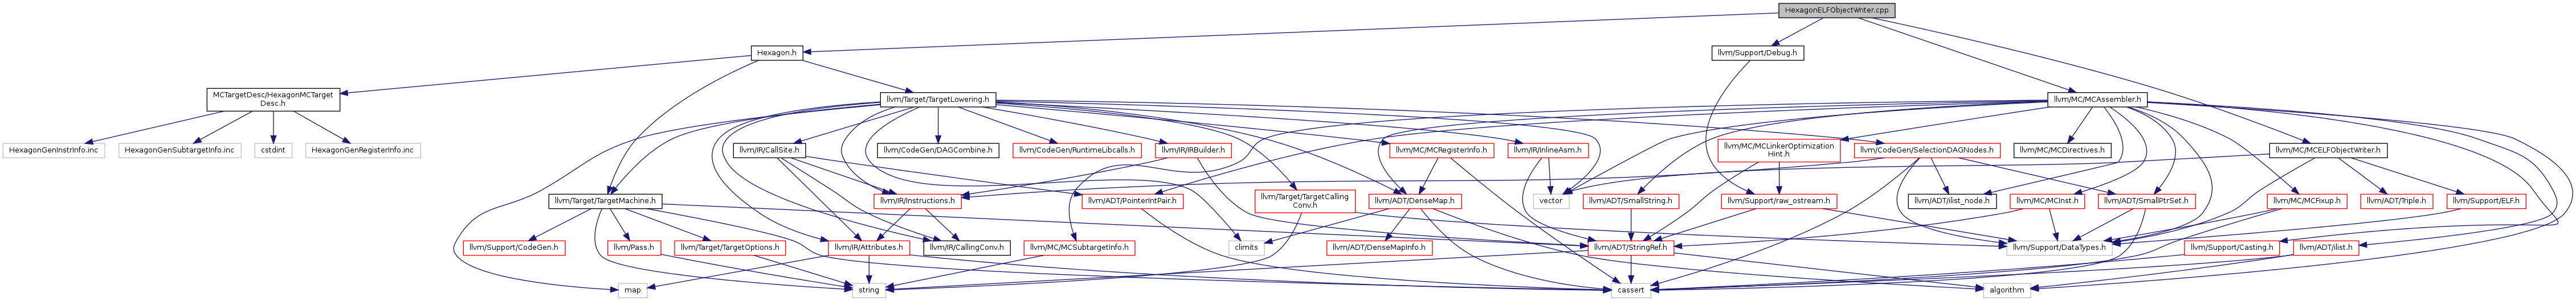 HexagonELFObjectWriter.cpp
Hexagon.h
llvm/Support/Debug.h
MCTargetDesc/HexagonMCTarget
Desc.h
llvm/Target/TargetLowering.h
llvm/MC/MCAssembler.h
HexagonGenInstrInfo.inc
HexagonGenSubtargetInfo.inc
cstdint
HexagonGenRegisterInfo.inc
llvm/IR/CallSite.h
llvm/CodeGen/DAGCombine.h
llvm/CodeGen/RuntimeLibcalls.h
llvm/IR/IRBuilder.h
llvm/MC/MCRegisterInfo.h
llvm/IR/InlineAsm.h
llvm/MC/MCLinkerOptimization
Hint.h
llvm/CodeGen/SelectionDAGNodes.h
llvm/MC/MCDirectives.h
llvm/MC/MCELFObjectWriter.h
llvm/Target/TargetMachine.h
llvm/IR/Instructions.h
llvm/ADT/PointerIntPair.h
llvm/Target/TargetCalling
Conv.h
llvm/ADT/DenseMap.h
vector
llvm/ADT/SmallString.h
llvm/Support/raw_ostream.h
llvm/ADT/ilist_node.h
llvm/MC/MCInst.h
llvm/ADT/SmallPtrSet.h
llvm/MC/MCFixup.h
llvm/ADT/Triple.h
llvm/Support/ELF.h
llvm/Support/CodeGen.h
llvm/Pass.h
llvm/Target/TargetOptions.h
llvm/IR/Attributes.h
llvm/IR/CallingConv.h
llvm/MC/MCSubtargetInfo.h
climits
llvm/ADT/DenseMapInfo.h
llvm/ADT/StringRef.h
llvm/Support/DataTypes.h
llvm/Support/Casting.h
llvm/ADT/ilist.h
map
string
cassert
algorithm